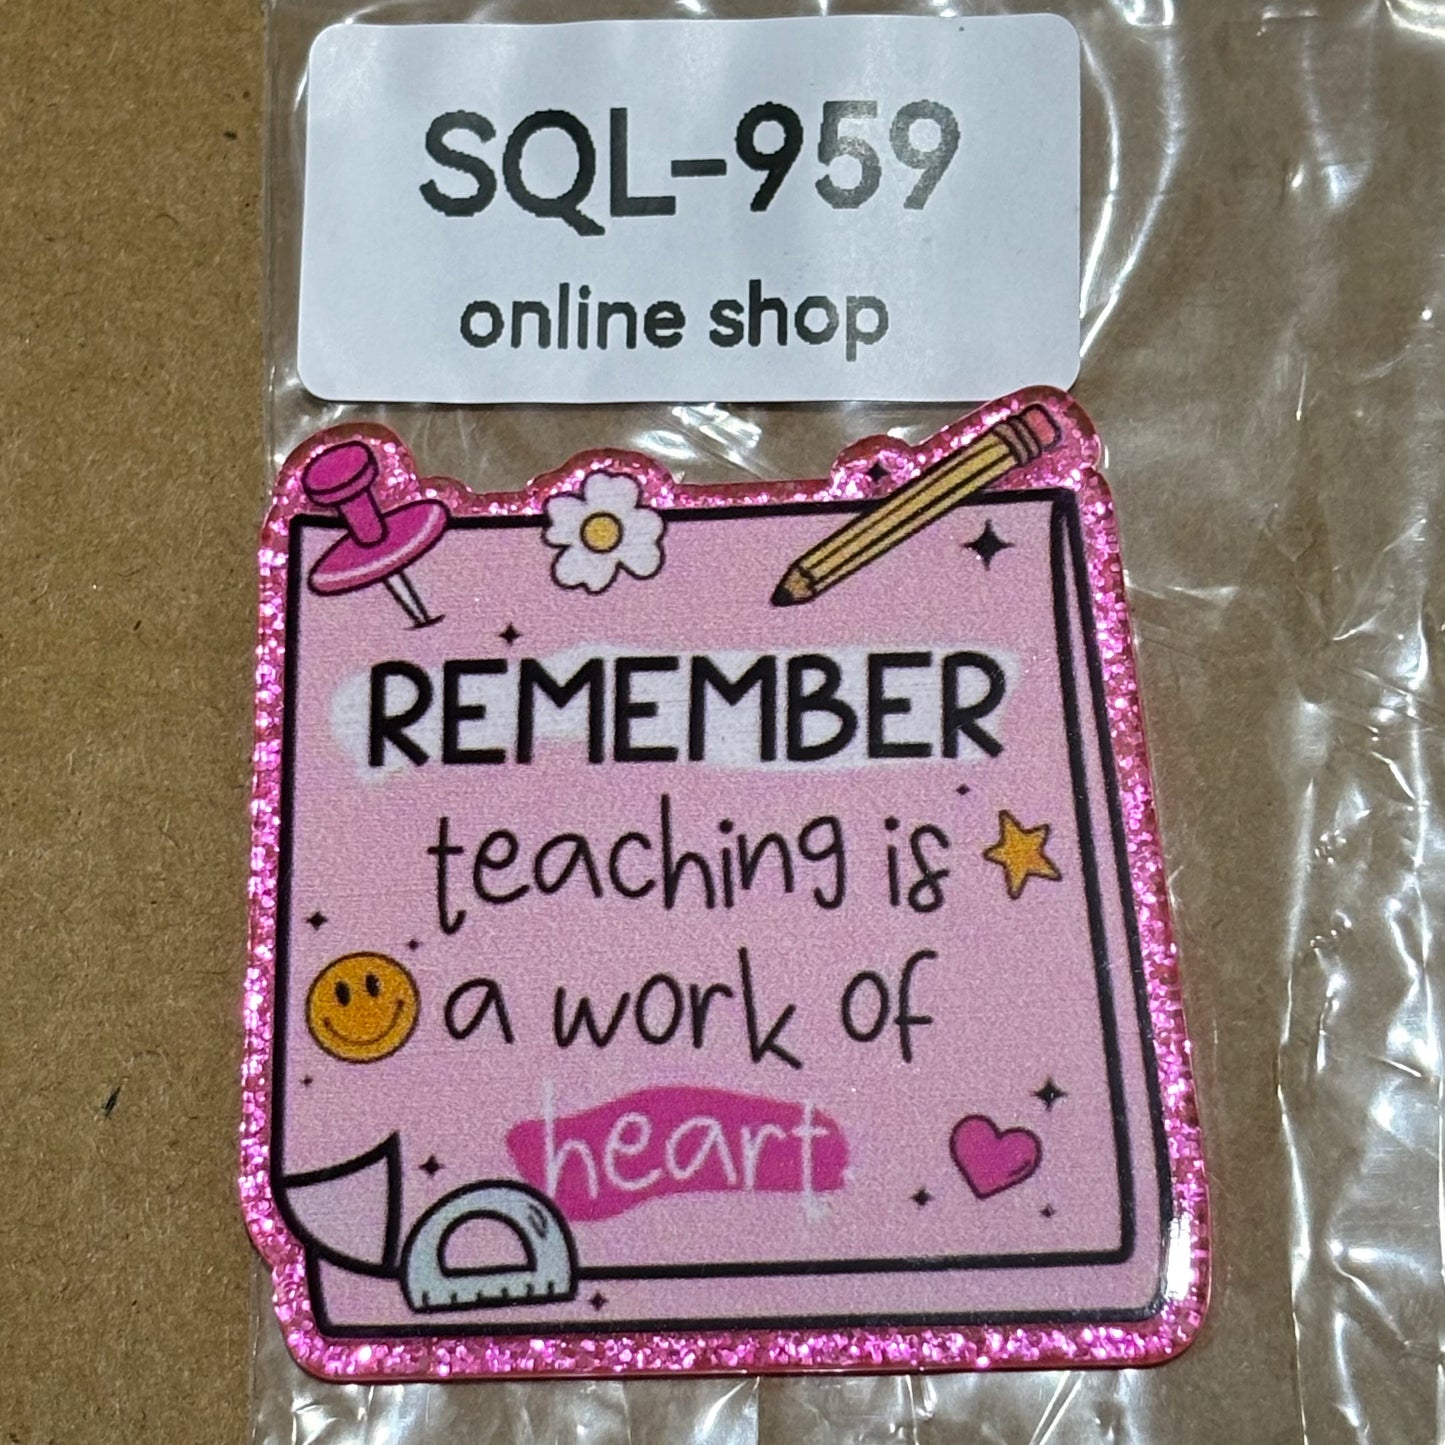 SQL-959
online shop
REMEMBER
teaching is
a work of
heart